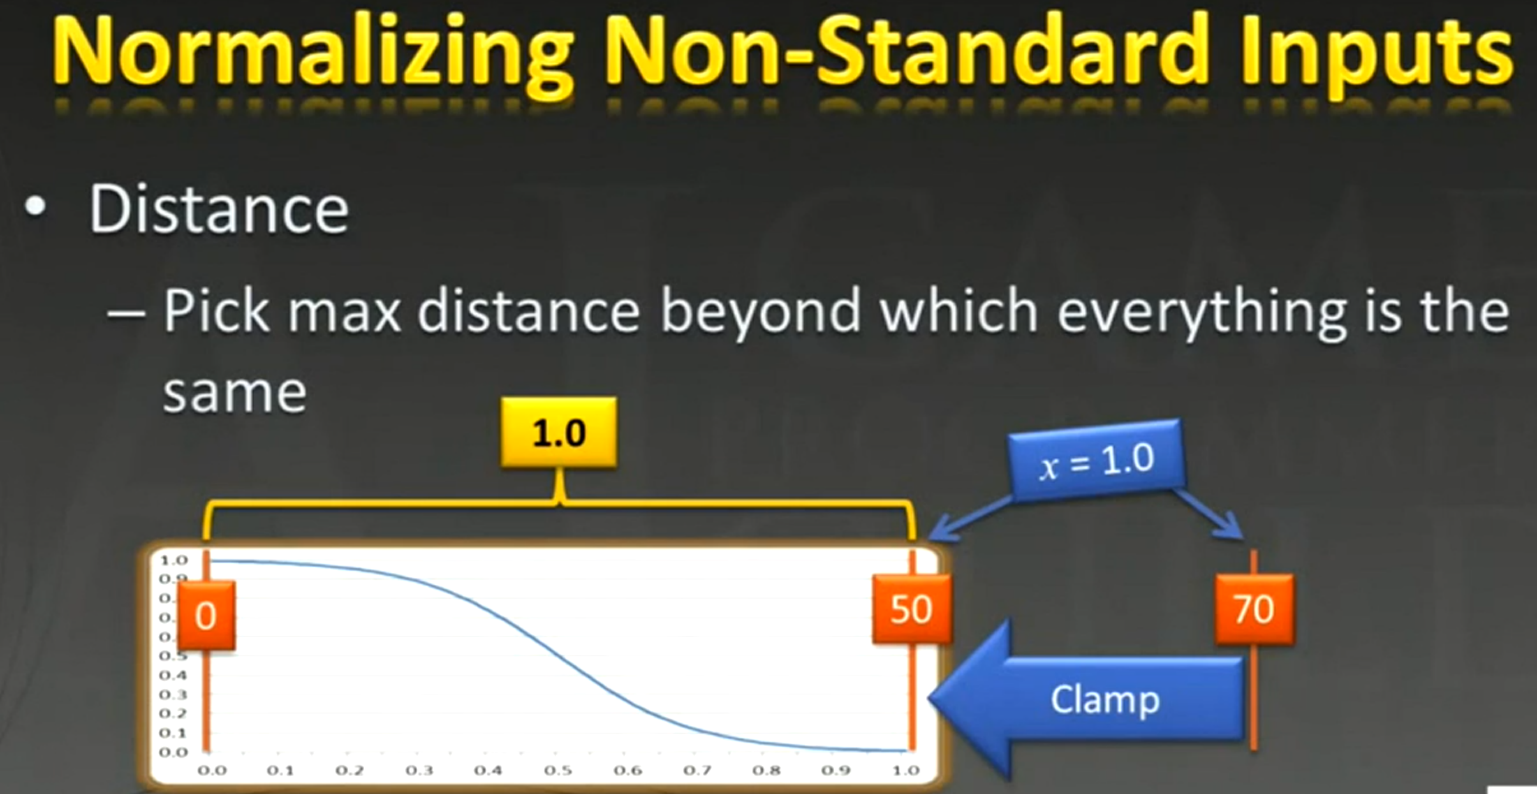 Normalizing Non-Standard Inputs
• Distance
– Pick max distance beyond which everything is the
same
1.0
x = 1.0
1.0
0.9
0.
0.
0.
0.5
0.4
0.3
0.2
0.1
0.0
0
50
70
Clamp
0.0 0.1 0.2 0.3 0.4 0.5 0.6 0.7 0.8 0.9 1.0